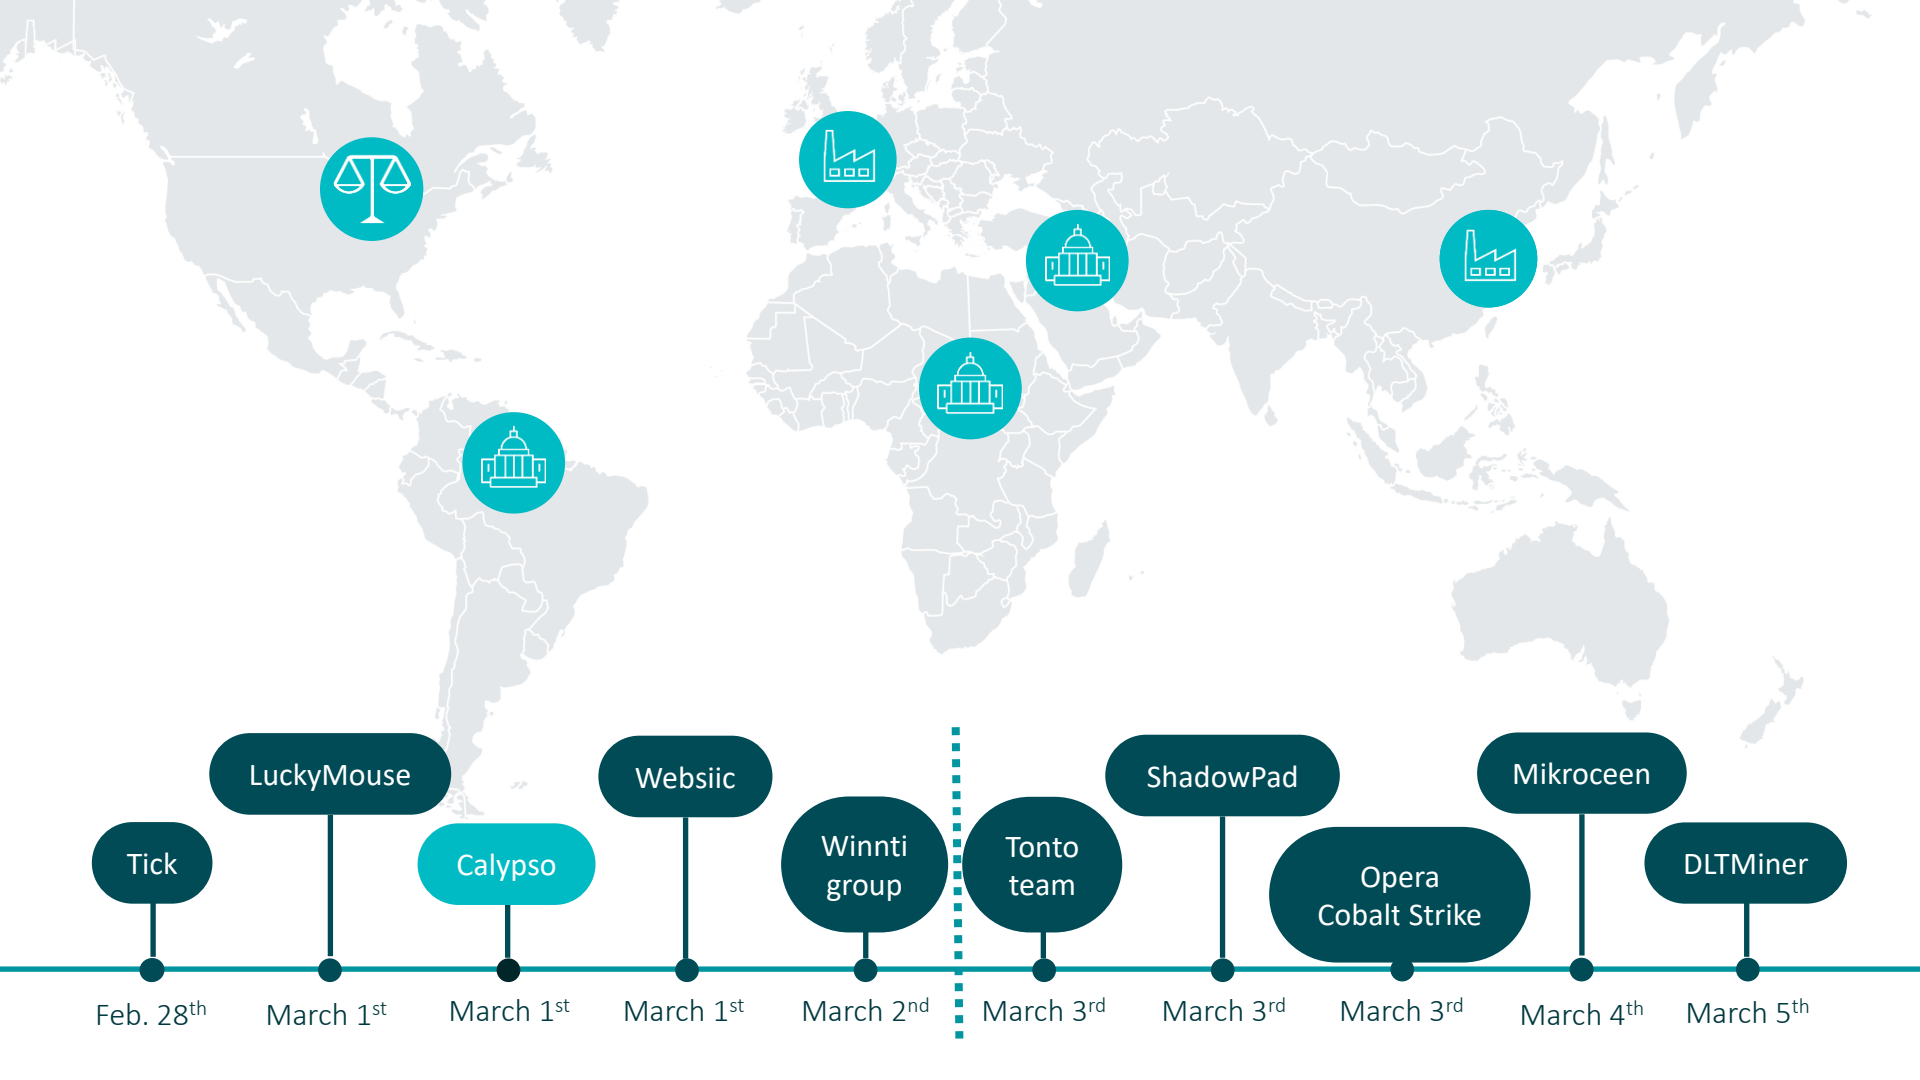 LuckyMouse
Websiic
ShadowPad
Mikroceen
Tick
Calypso
Winnti
group
Tonto
team
Opera
Cobalt Strike
DLTMiner
Feb. 28th
March 1st
March 1st
March 1st
March 2nd
March 3rd
March 3rd
March 3rd
March 4th
March 5th